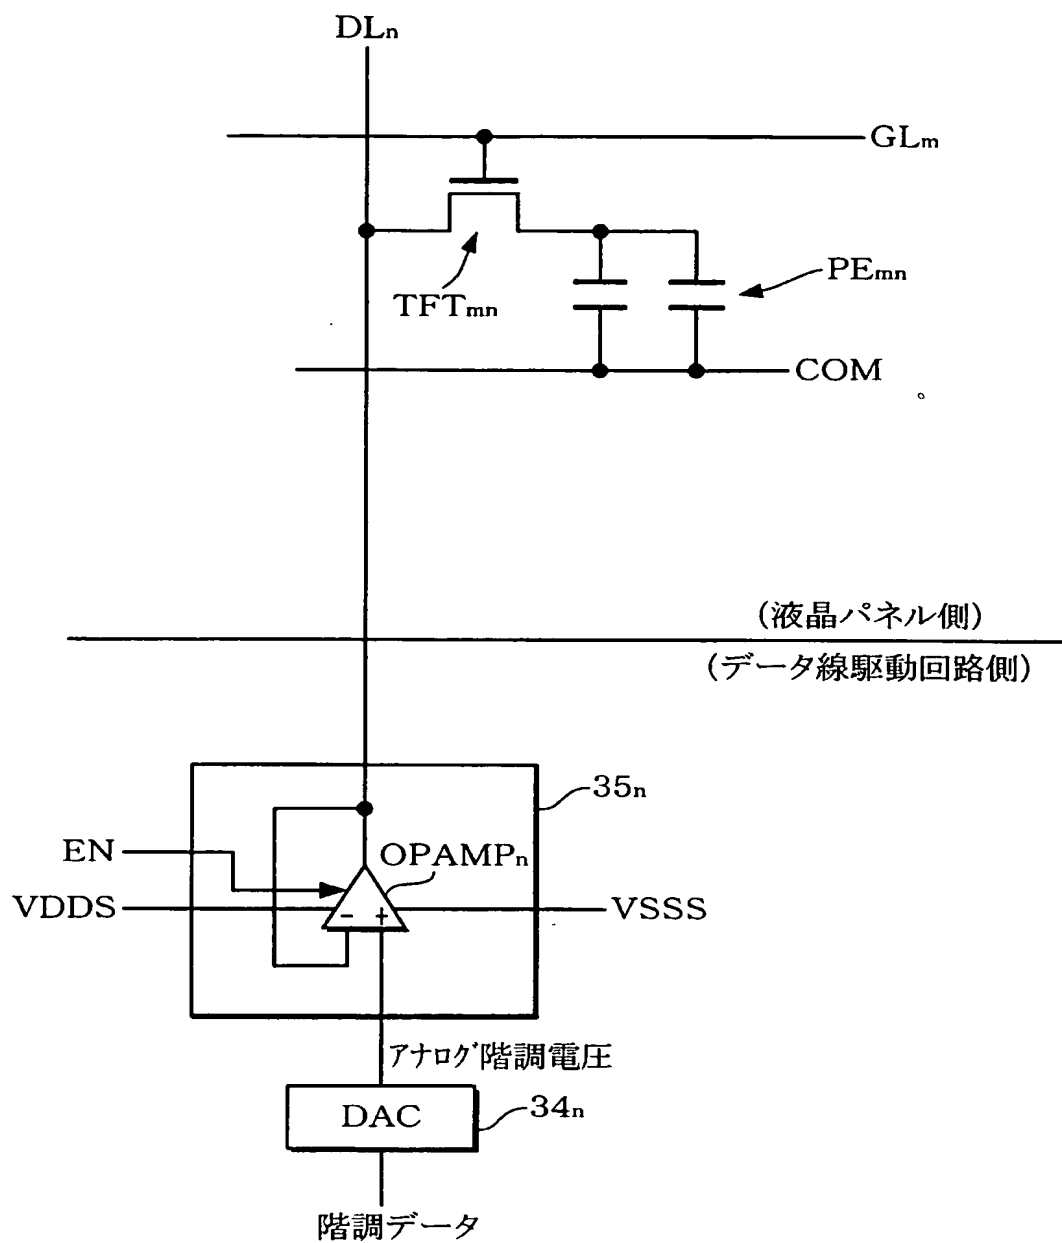 DLn
GLm
TFTmn
PEmn
COM
(液晶パネル側)
(データ線駆動回路側)
35n
EN
OPAMPn
VDDS
VSSS
- +
アナログ階調電圧
DAC
34n
階調データ